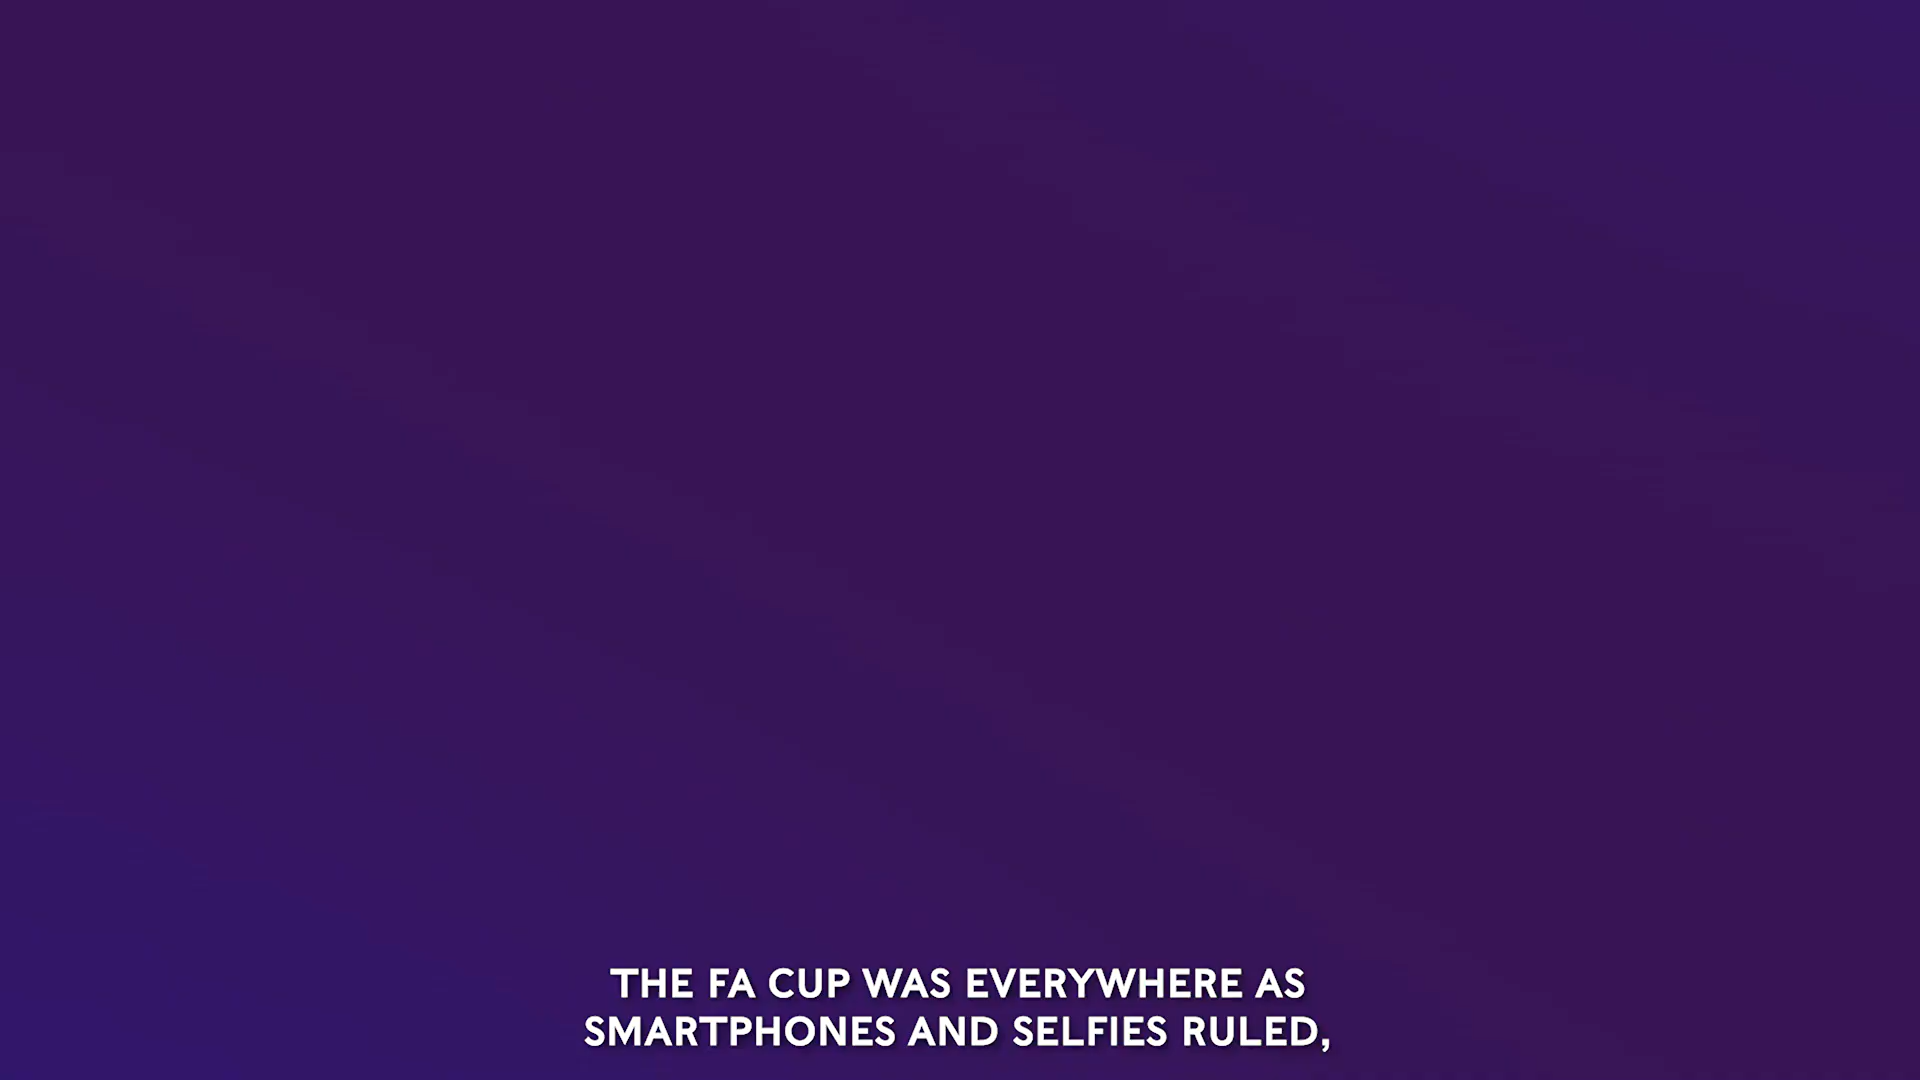 THE FA CUP WAS EVERYWHERE AS
SMARTPHONES AND SELFIES RULED,